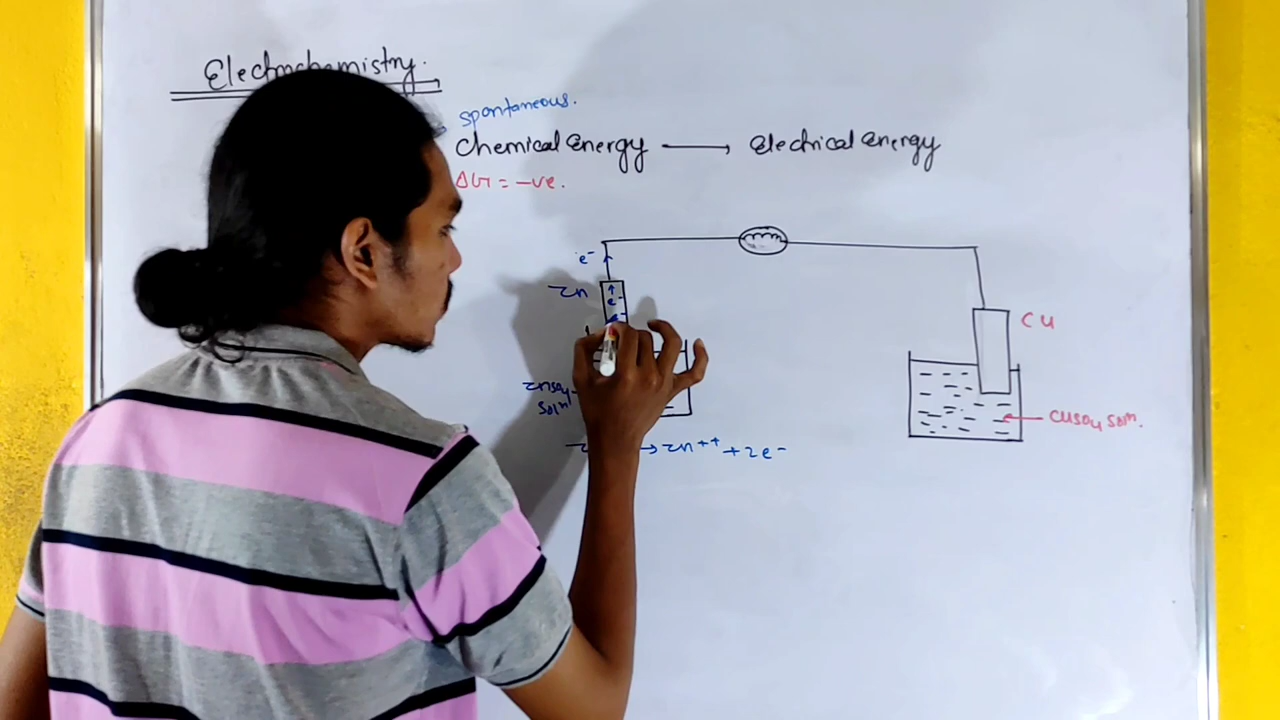 Electrochemistry.
spontaneous.
Chemical Energy → Electrical Energy
ΔG = -ve.
e-
Zn
e-
Cu
ZnSO4
Soln
CuSO4 Soln.
→ Zn++ + 2e-